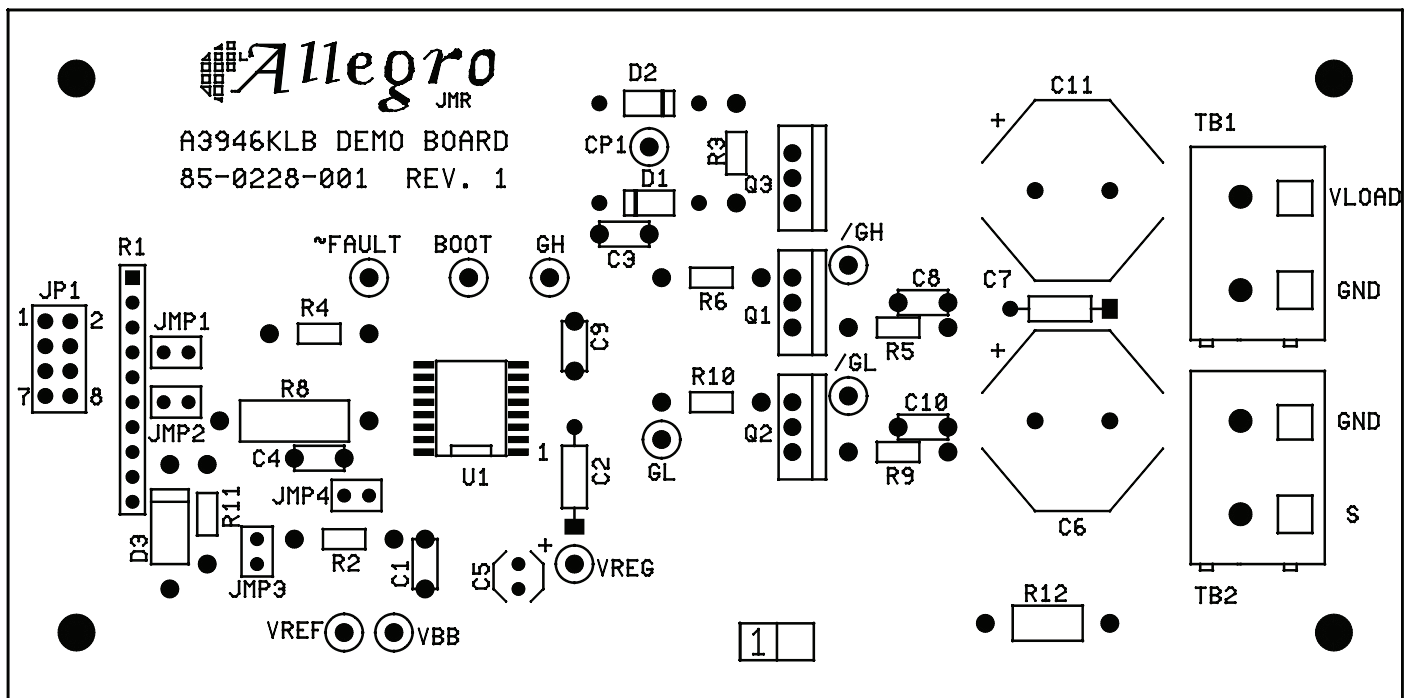 Allegro
JMR
A3946KLB DEMO BOARD
85-0228-001 REV. 1
D2
CP1
R3
D1
Q3
C3
C11
+
TB1
VLOAD
GND
~FAULT
BOOT
GH
/GH
R1
JP1
1
2
7
8
JMP1
JMP2
R4
R8
C4
JMP4
U1
1
C9
C2
R6
Q1
C8
R5
C7
/GL
R10
Q2
GL
C10
R9
+
C6
GND
S
TB2
D3
R11
JMP3
R2
C1
C5
+
VREG
VREF
VBB
1
R12